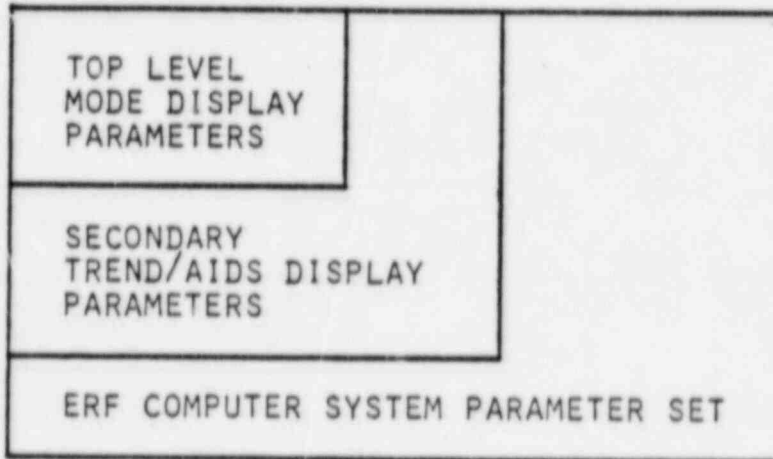 TOP LEVEL
MODE DISPLAY
PARAMETERS
SECONDARY
TREND/AIDS DISPLAY
PARAMETERS
ERF COMPUTER SYSTEM PARAMETER SET